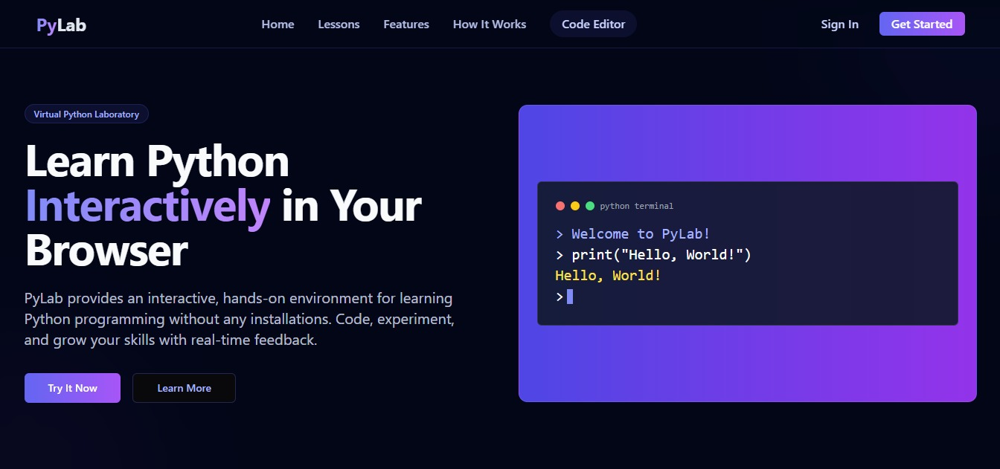 PyLab
Home
Lessons
Features
How It Works
Code Editor
Sign In
Get Started
Virtual Python Laboratory
Learn Python
Interactively in Your
Browser
PyLab provides an interactive, hands-on environment for learning
Python programming without any installations. Code, experiment,
and grow your skills with real-time feedback.
Try It Now
Learn More
python terminal
> Welcome to PyLab!
> print("Hello, World!")
Hello, World!
>